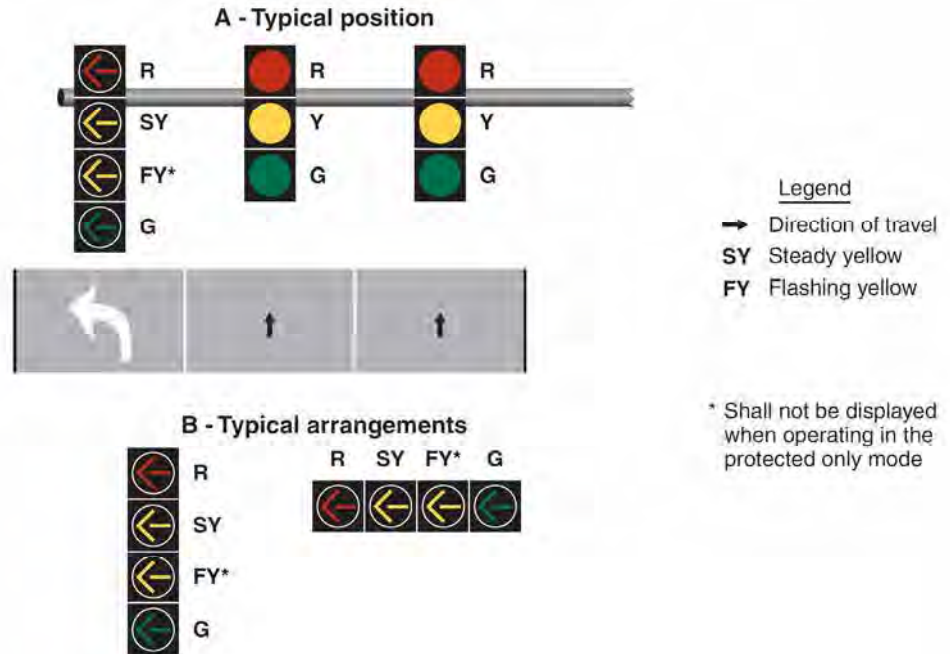 A - Typical position
R R R
SY Y Y
FY* G G
G
Legend
Direction of travel
SY Steady yellow
FY Flashing yellow
* Shall not be displayed
when operating in the
protected only mode
B - Typical arrangements
R
SY
FY*
G
R SY FY* G